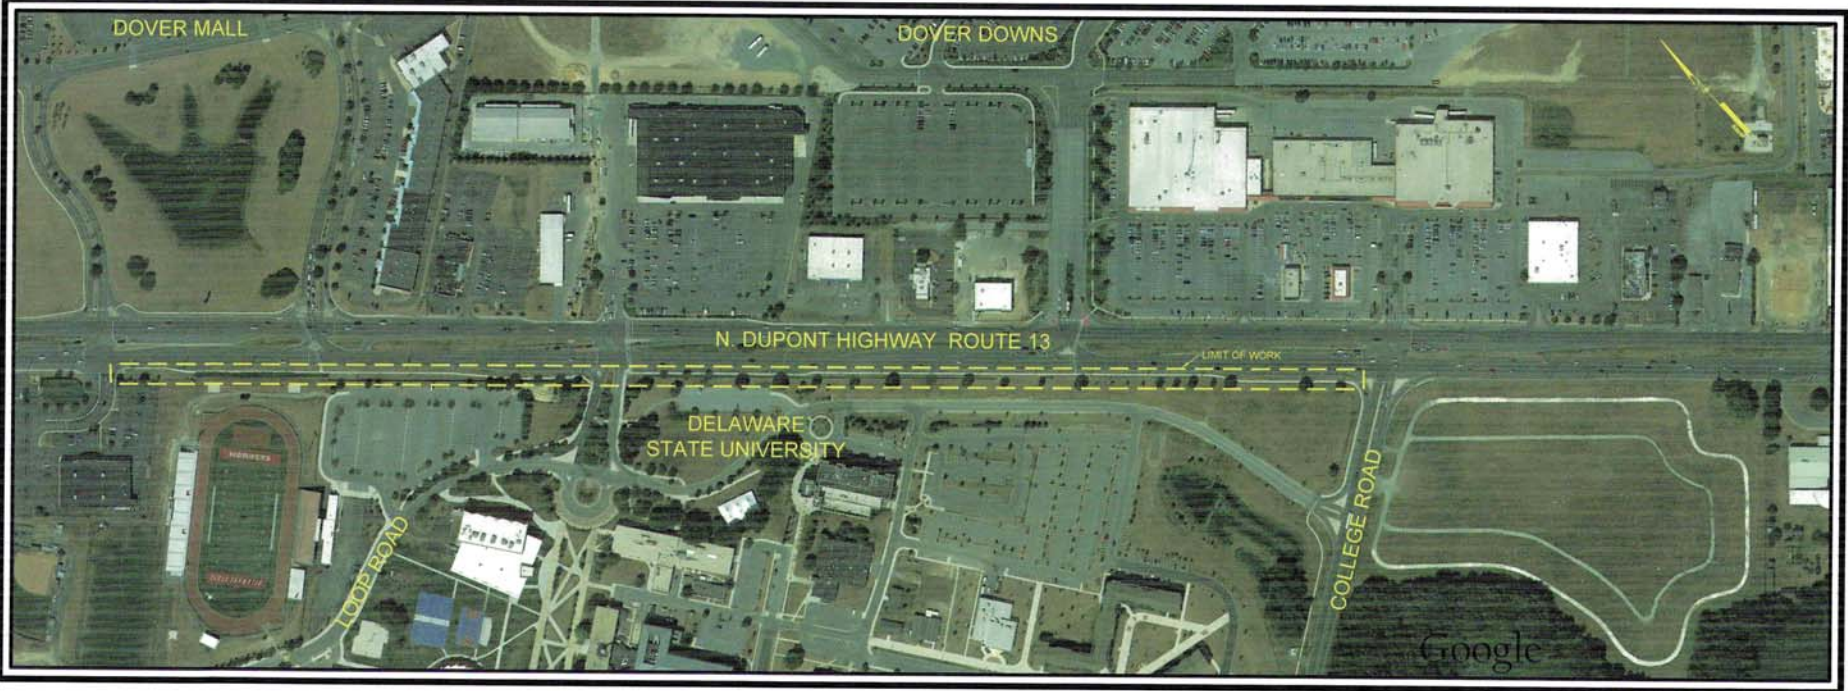 DOVER MALL
DOVER DOWNS
N. DUPONT HIGHWAY ROUTE 13
LIMIT OF WORK
DELAWARE
STATE UNIVERSITY
HORNETS
LOOP ROAD
COLLEGE ROAD
Google